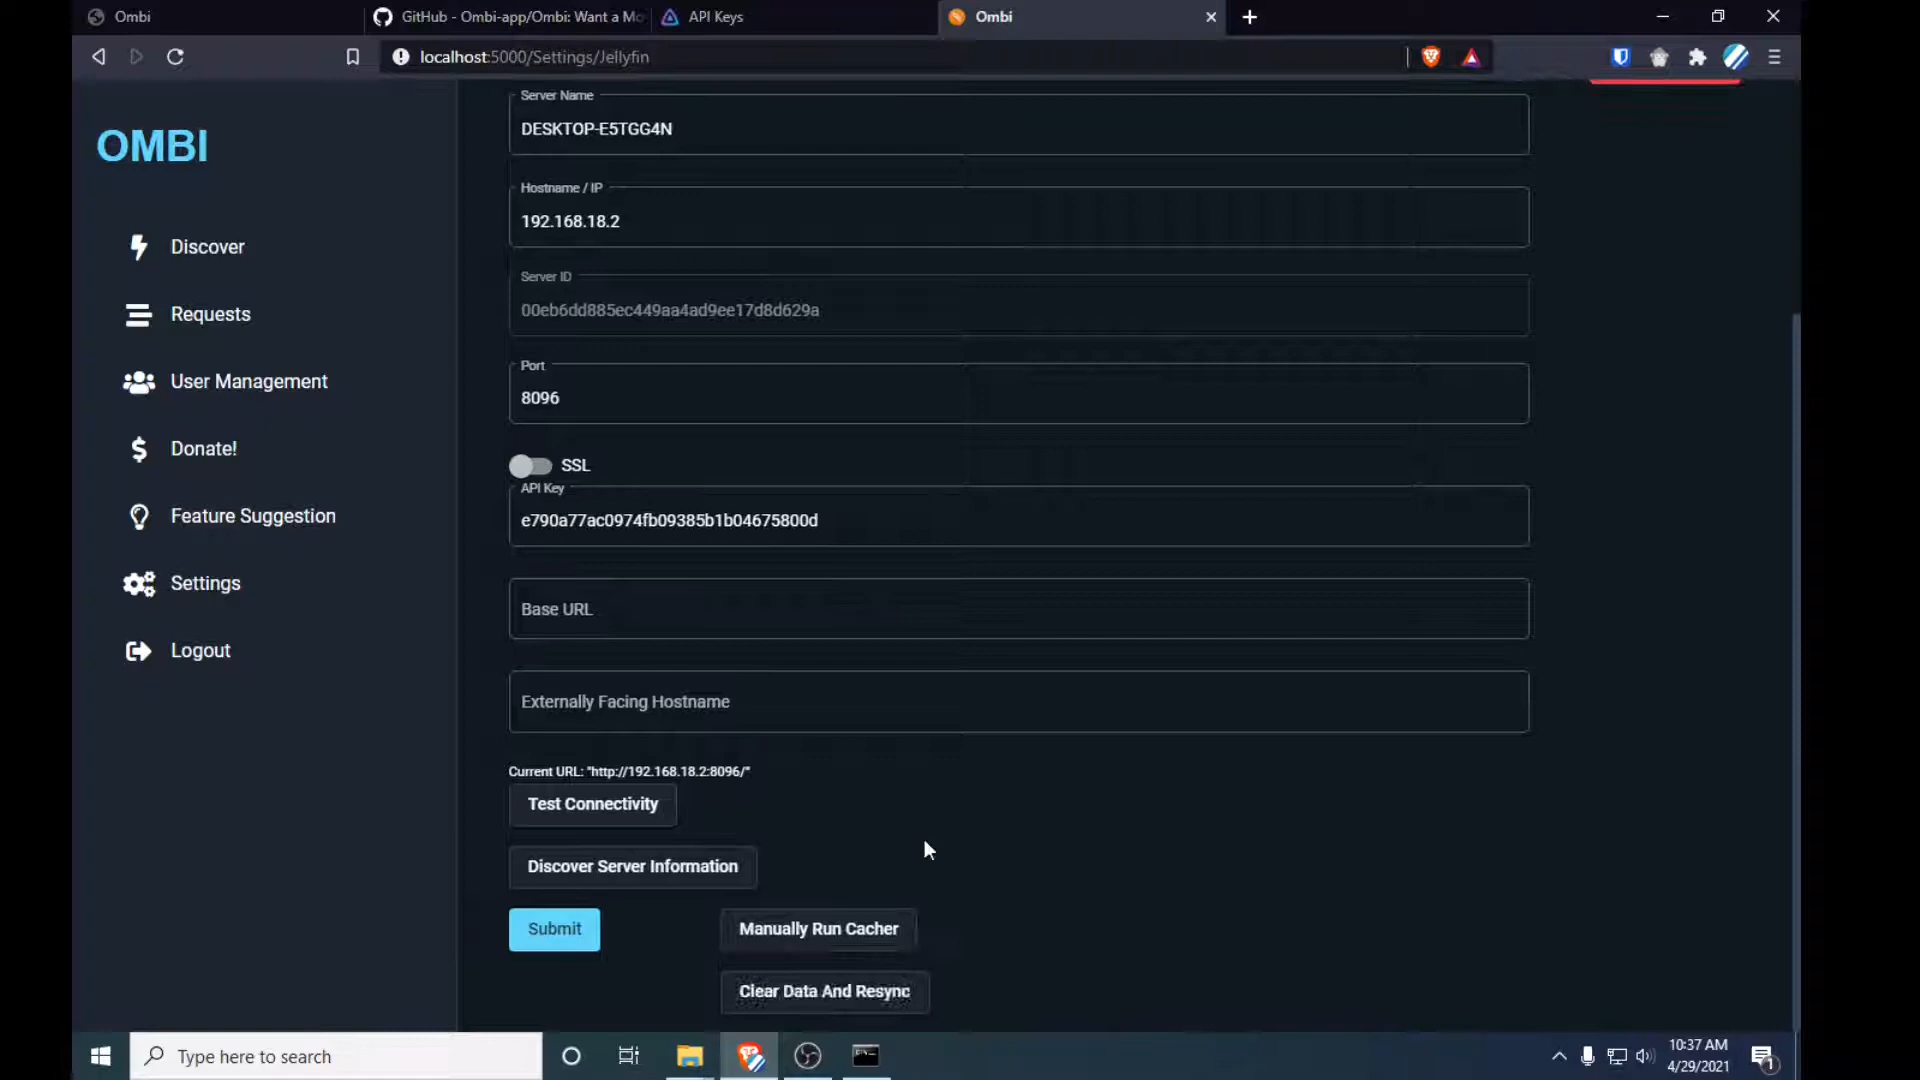 Ombi
GitHub - Ombi-app/Ombi: Want a Mo
API Keys
Ombi
localhost:5000/Settings/Jellyfin
OMBI
Discover
Requests
User Management
Donate!
Feature Suggestion
Settings
Logout
Server Name
DESKTOP-E5TGG4N
Hostname / IP
192.168.18.2
Server ID
00eb6dd885ec449aa4ad9ee17d8d629a
Port
8096
SSL
API Key
e790a77ac0974fb09385b1b04675800d
Base URL
Externally Facing Hostname
Current URL: "http://192.168.18.2:8096/"
Test Connectivity
Discover Server Information
Submit
Manually Run Cacher
Clear Data And Resync
Type here to search
10:37 AM
4/29/2021
1